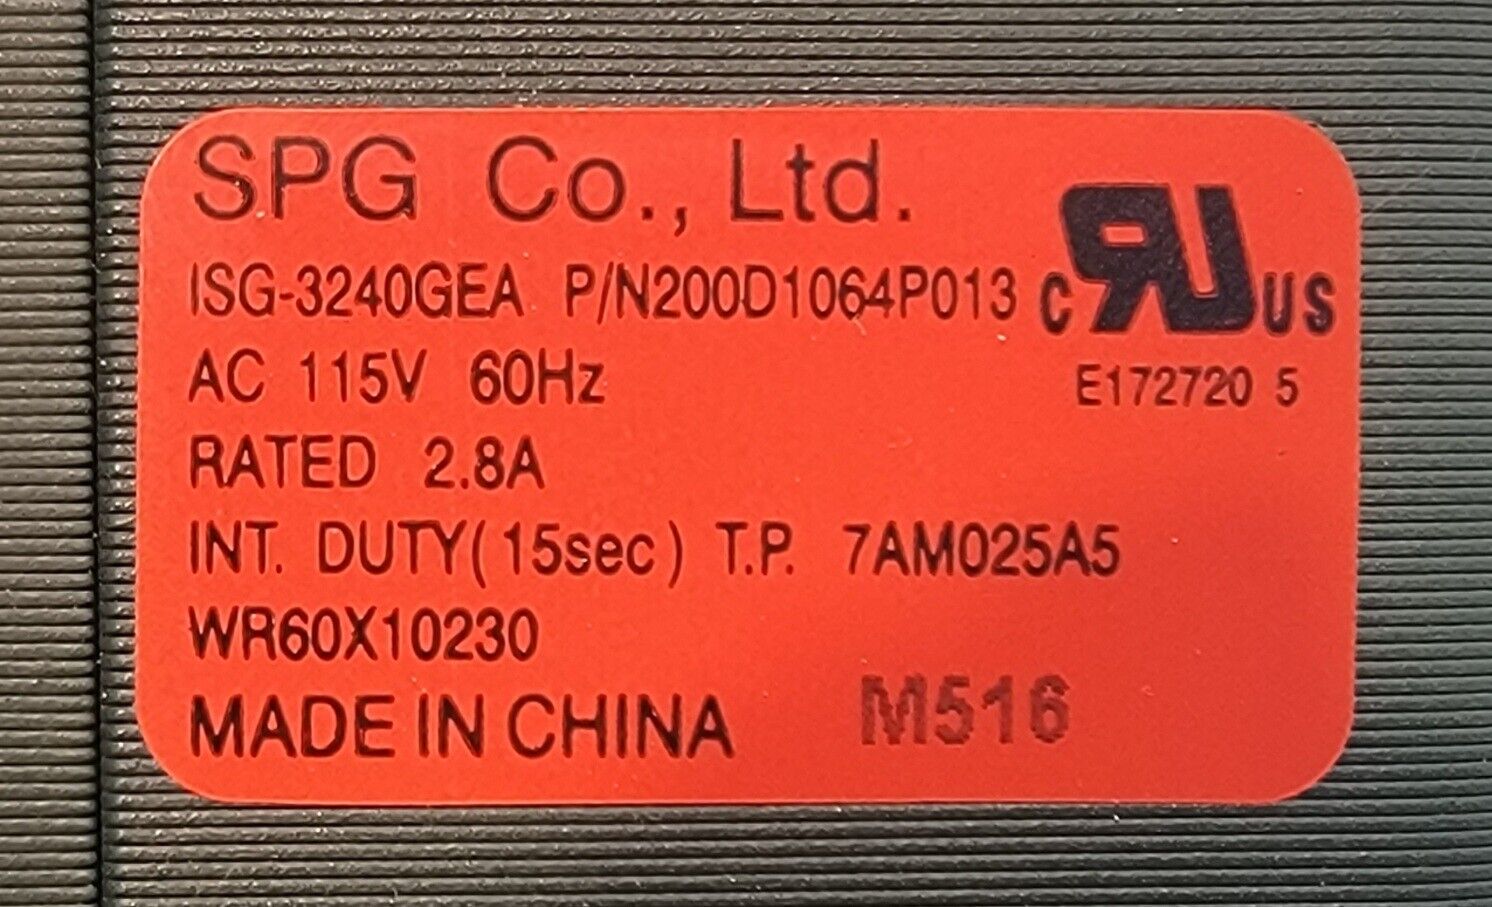 SPG Co., Ltd.
ISG-3240GEA P/N200D1064P013
C RU US
AC 115V 60Hz
E172720 5
RATED 2.8A
INT. DUTY(15sec) T.P. 7AM025A5
WR60X10230
MADE IN CHINA M516